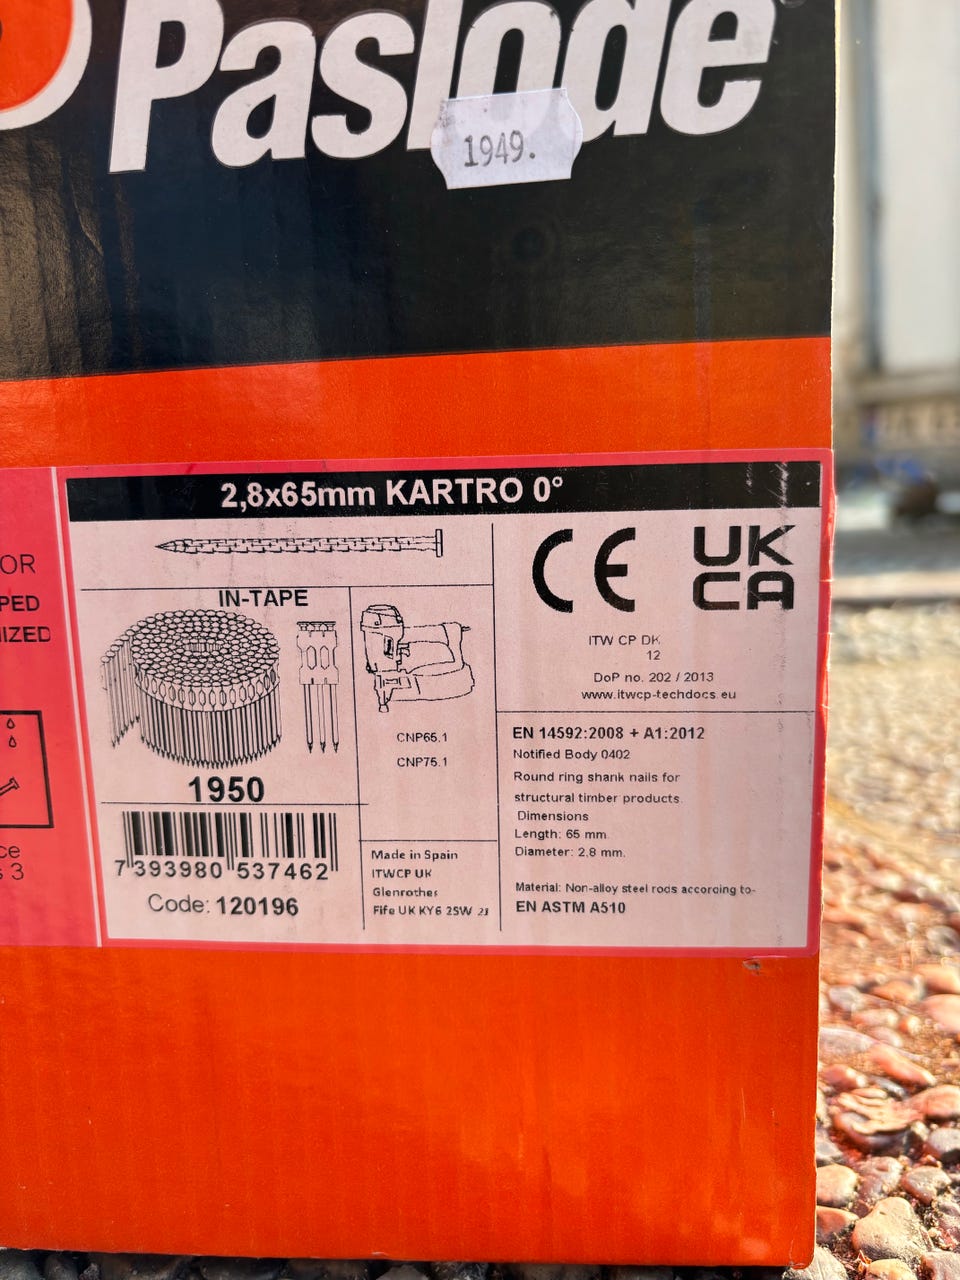 Paslode
1949.
2,8x65mm KARTRO 0°
OR
PED
IZED
ce
s 3
IN-TAPE
1950
7 393980 537462
Code: 120196
CNP65.1
CNP75.1
Made in Spain
ITWCP UK
Glenrothes
Fife UK KY6 2SW
CE
UK
CA
ITW CP DK
12
DoP no. 202 / 2013
www.itwcp-techdocs.eu
EN 14592:2008 + A1:2012
Notified Body 0402
Round ring shank nails for
structural timber products.
Dimensions
Length: 65 mm.
Diameter: 2,8 mm.
Material: Non-alloy steel rods according to-
EN ASTM A510